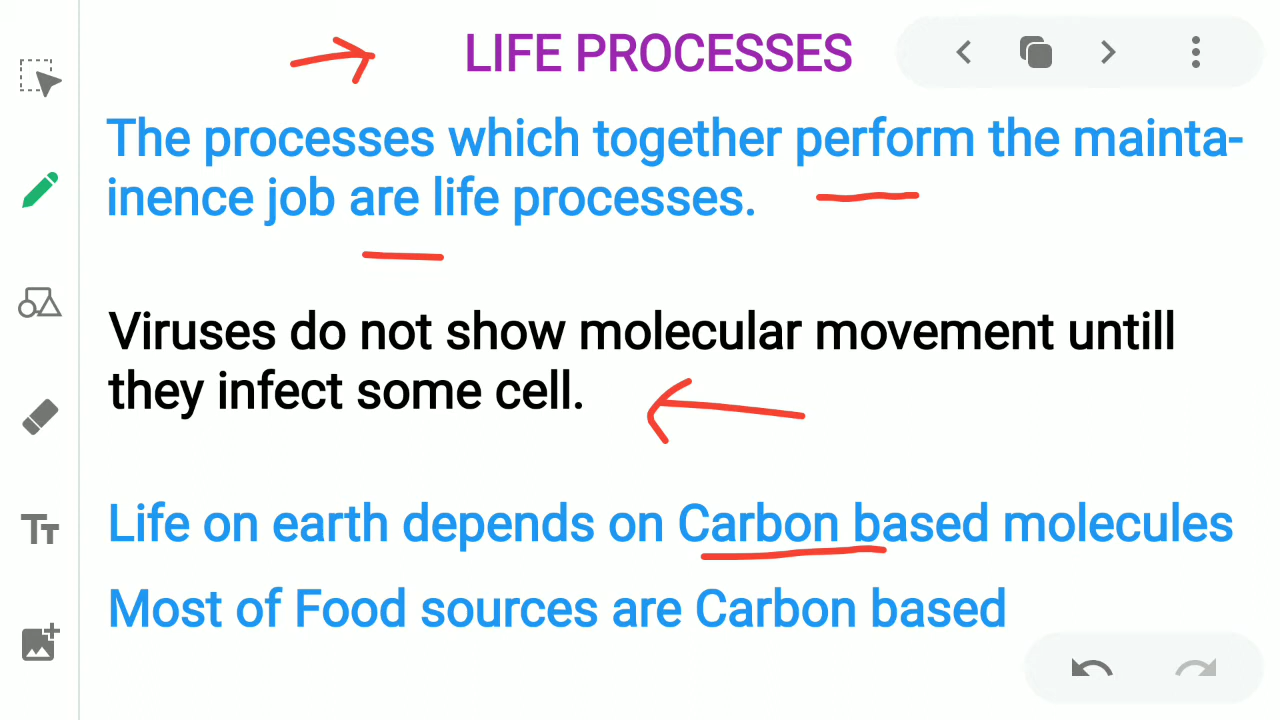 LIFE PROCESSES
The processes which together perform the mainta-
inence job are life processes.
Viruses do not show molecular movement untill
they infect some cell.
Life on earth depends on Carbon based molecules
Most of Food sources are Carbon based